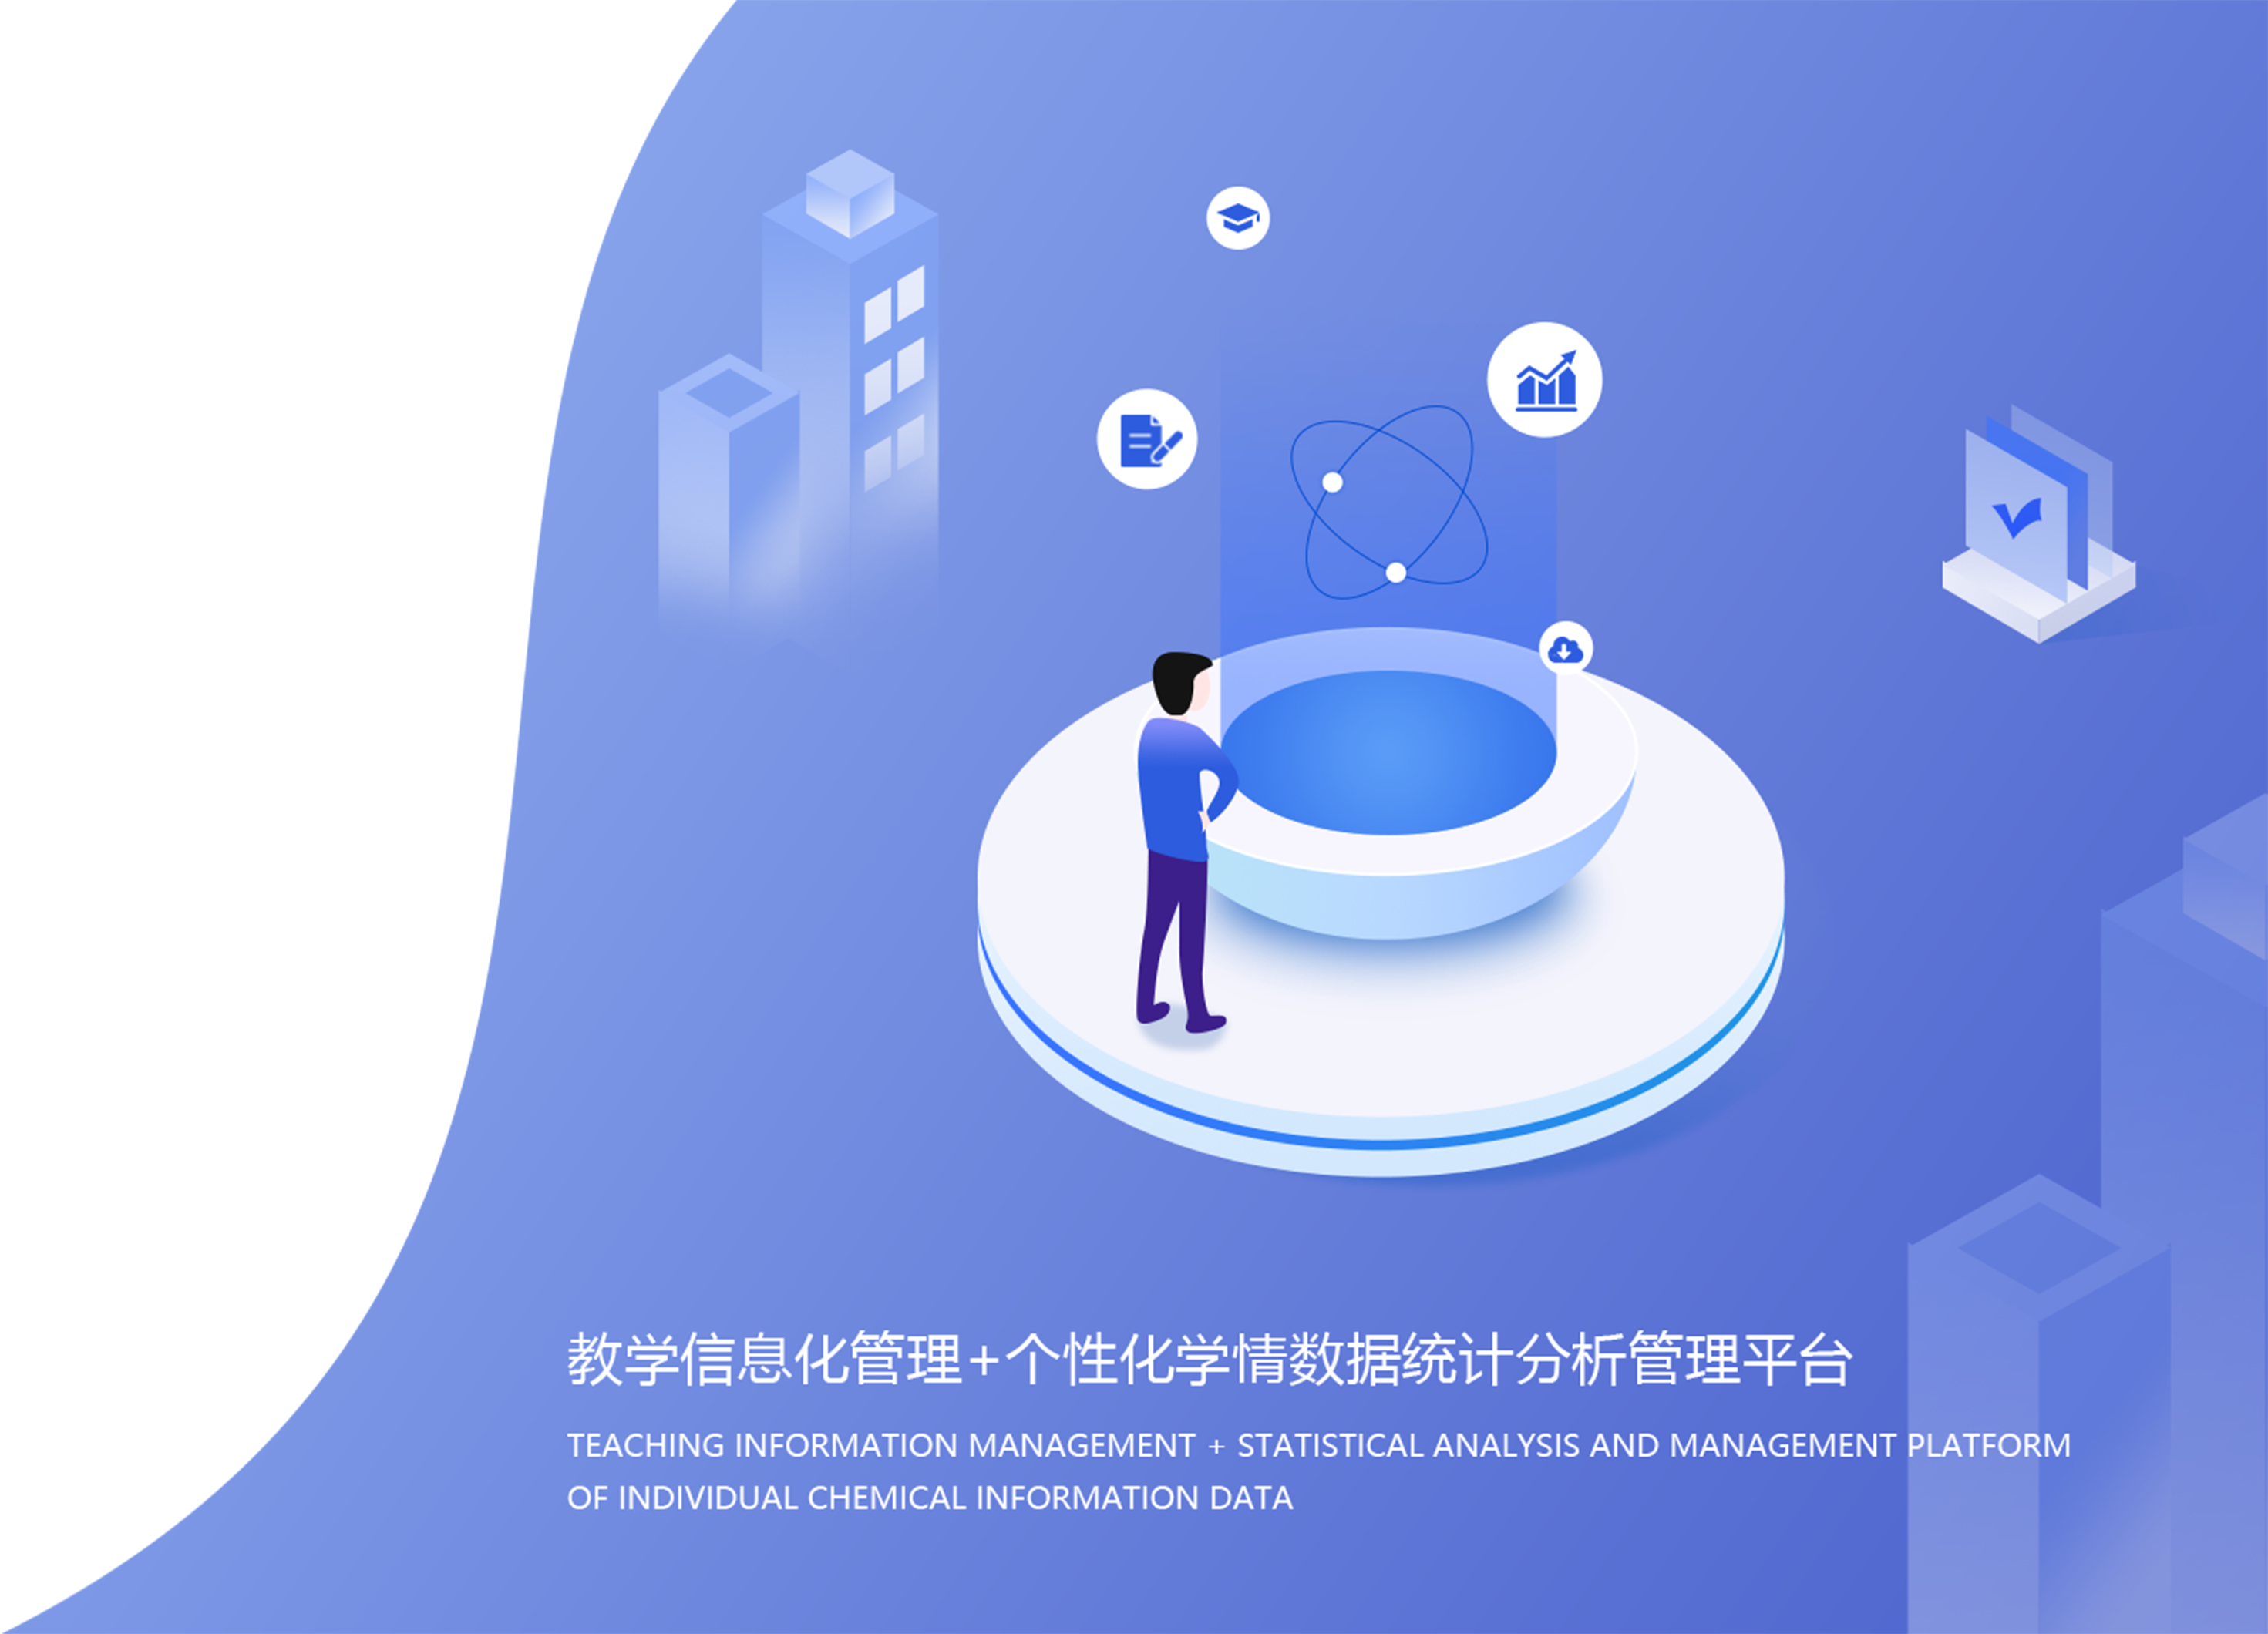 教学信息化管理+个性化学情数据统计分析管理平台
TEACHING INFORMATION MANAGEMENT + STATISTICAL ANALYSIS AND MANAGEMENT PLATFORM
OF INDIVIDUAL CHEMICAL INFORMATION DATA